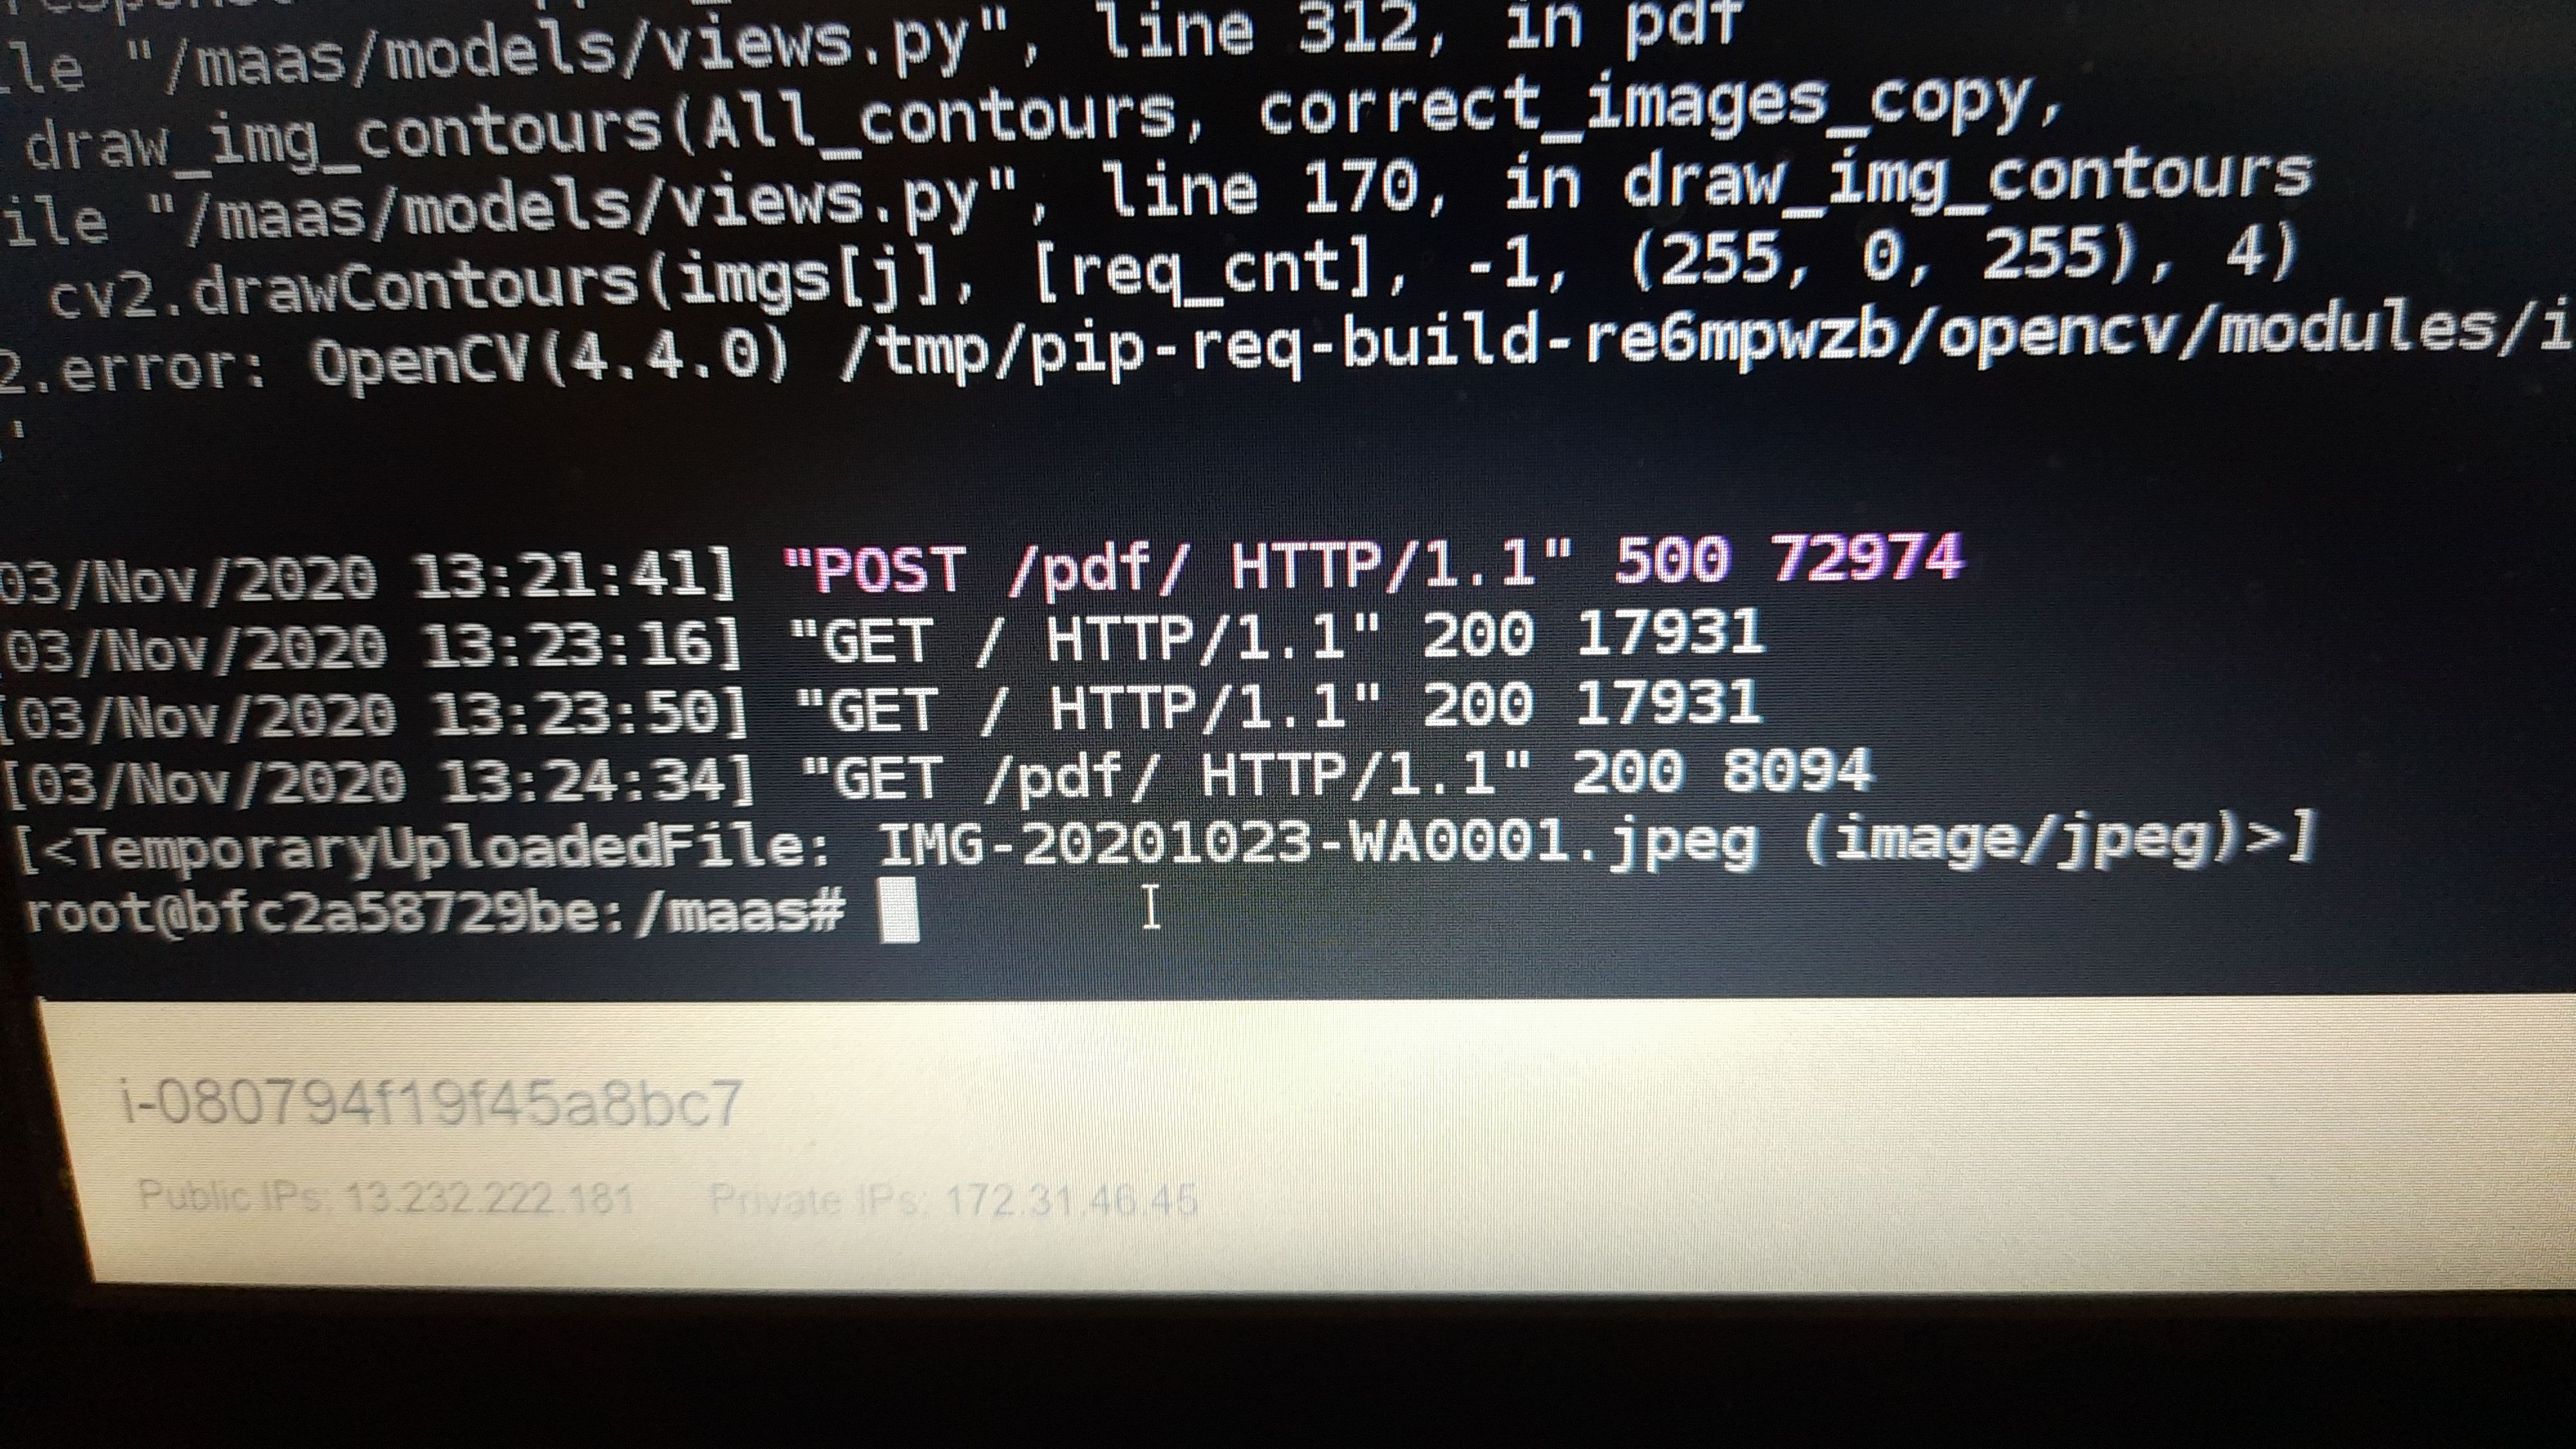 ile "/maas/models/views.py", line 312, in pdf
draw_img_contours(All_contours, correct_images_copy,
ile "/maas/models/views.py", line 170, in draw_img_contours
cv2.drawContours(imgs[j], [req_cnt], -1, (255, 0, 255), 4)
2.error: OpenCV(4.4.0) /tmp/pip-req-build-re6mpwzb/opencv/modules/i
'
03/Nov/2020 13:21:41] "POST /pdf/ HTTP/1.1" 500 72974
03/Nov/2020 13:23:16] "GET / HTTP/1.1" 200 17931
[03/Nov/2020 13:23:50] "GET / HTTP/1.1" 200 17931
[03/Nov/2020 13:24:34] "GET /pdf/ HTTP/1.1" 200 8094
[<TemporaryUploadedFile: IMG-20201023-WA0001.jpeg (image/jpeg)>]
root@bfc2a58729be:/maas#
i-080794f19f45a8bc7
Public IPs: 13.232.222.181 Private IPs: 172.31.46.45